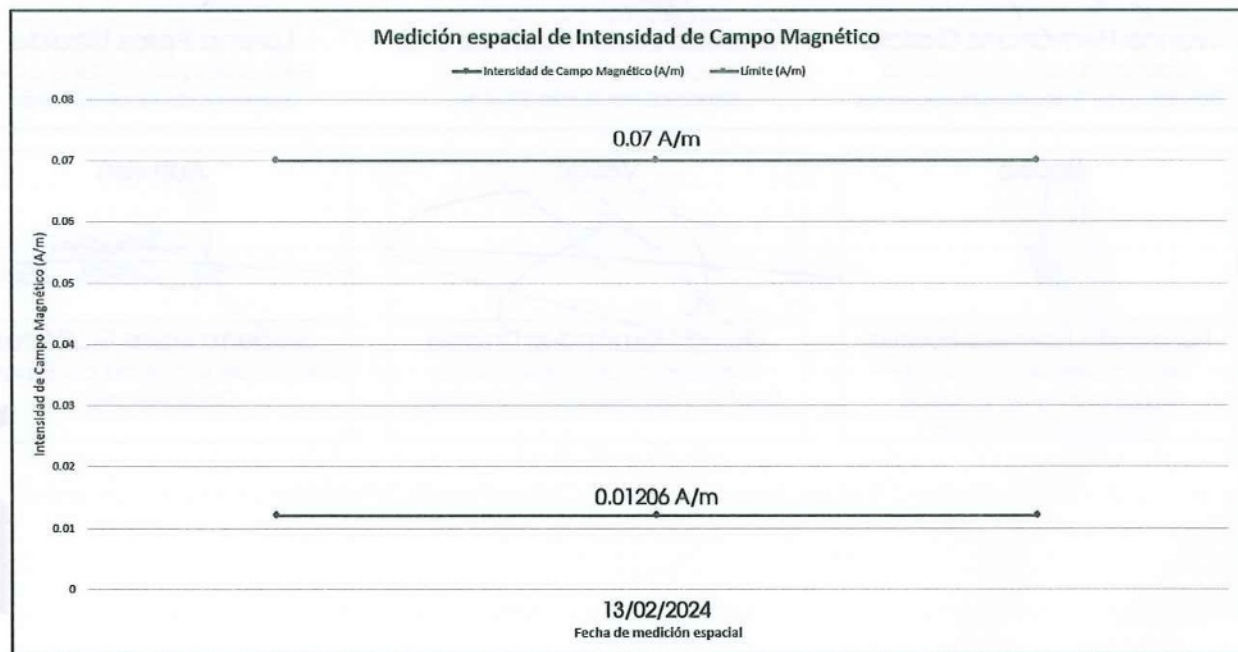 Medición espacial de Intensidad de Campo Magnético
Intensidad de Campo Magnético (A/m) Límite (A/m)
0.08
0.07 A/m
0.07
0.06
0.05
Intensidad de Campo Magnético (A/m)
0.04
0.03
0.02
0.01206 A/m
0.01
0
13/02/2024
Fecha de medición espacial